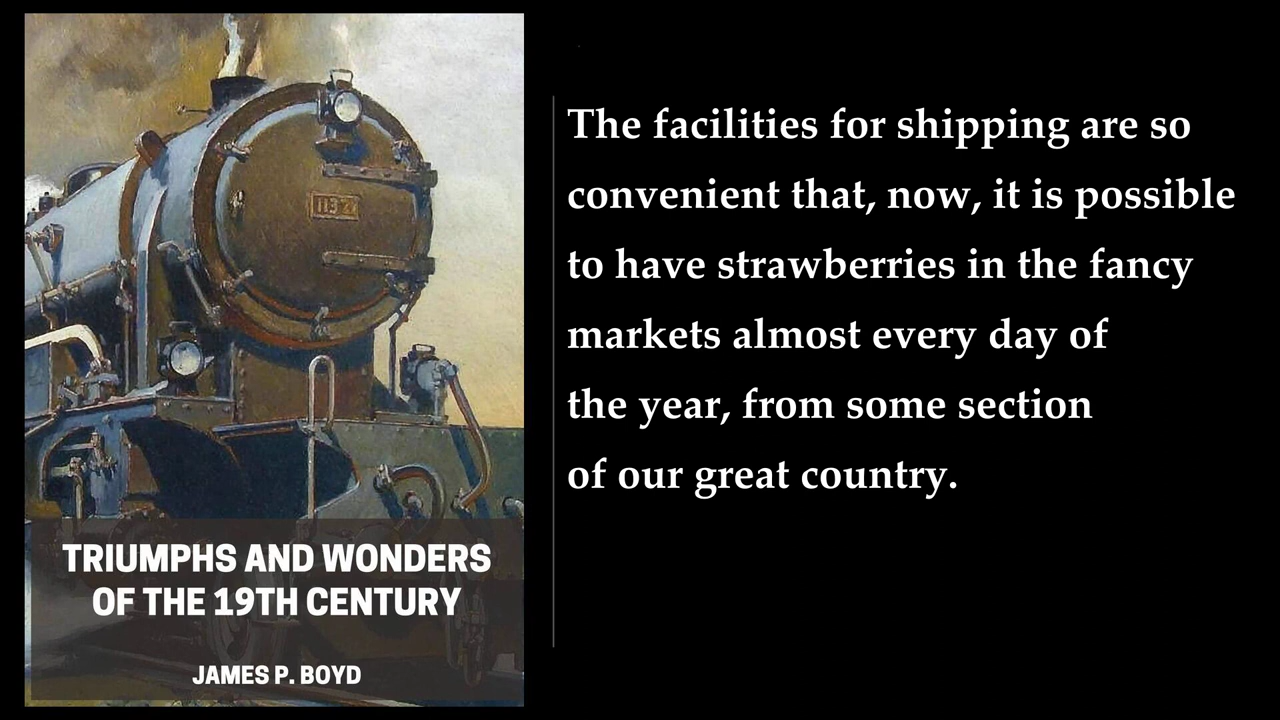 The facilities for shipping are so
convenient that, now, it is possible
to have strawberries in the fancy
markets almost every day of
the year, from some section
of our great country.
TRIUMPHS AND WONDERS
OF THE 19TH CENTURY
JAMES P. BOYD